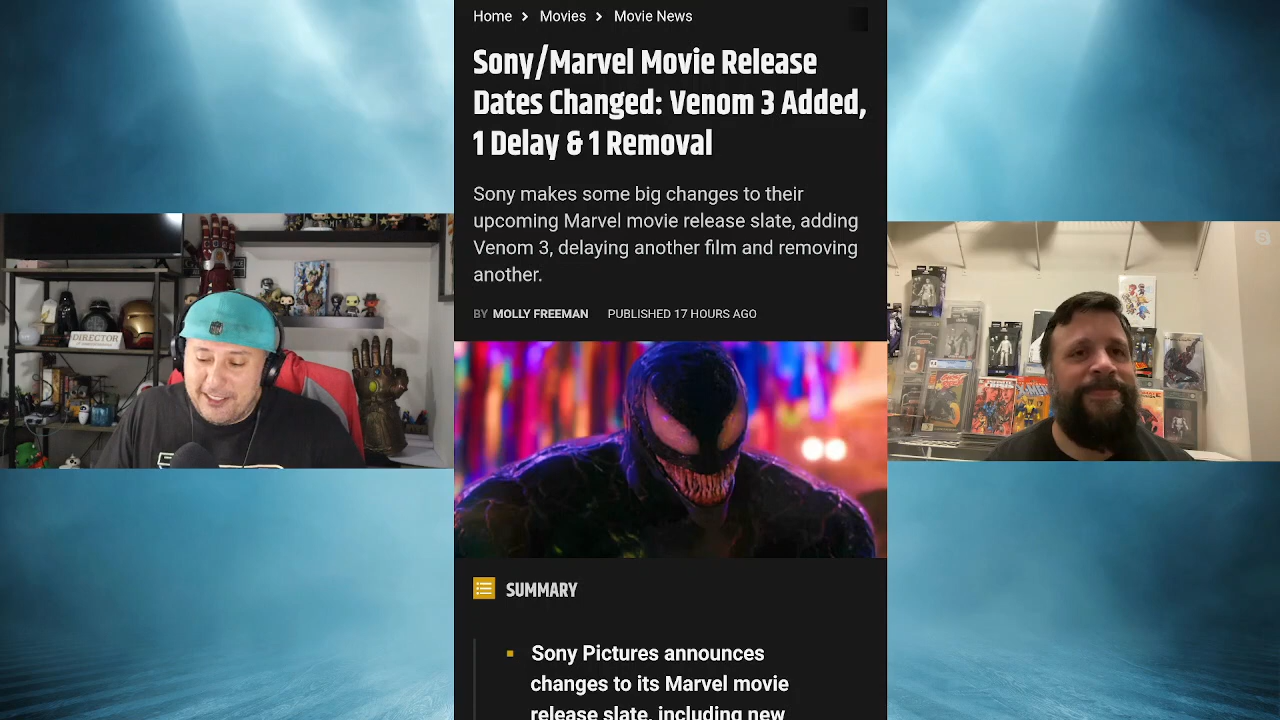 Home > Movies > Movie News
Sony/Marvel Movie Release
Dates Changed: Venom 3 Added,
1 Delay & 1 Removal
Sony makes some big changes to their
upcoming Marvel movie release slate, adding
Venom 3, delaying another film and removing
another.
BY MOLLY FREEMAN PUBLISHED 17 HOURS AGO
SUMMARY
Sony Pictures announces
changes to its Marvel movie
release slate, including new
DIRECTOR